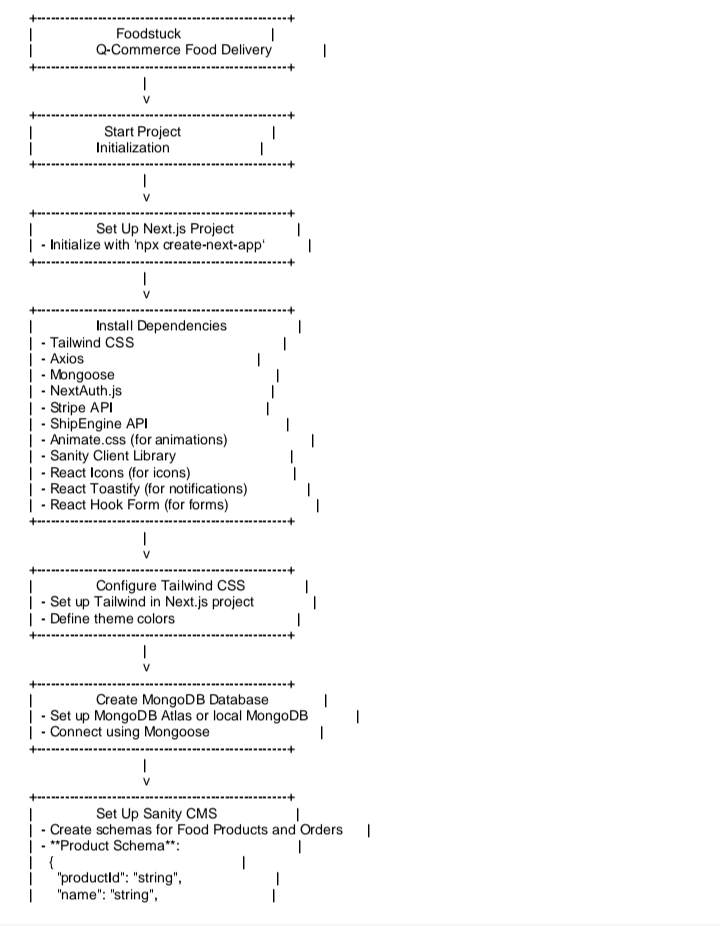 +----------------------------------------------------+
| Foodstuck |
| Q-Commerce Food Delivery |
+----------------------------------------------------+
|
v
+----------------------------------------------------+
| Start Project |
| Initialization |
+----------------------------------------------------+
|
v
+----------------------------------------------------+
| Set Up Next.js Project |
| - Initialize with 'npx create-next-app' |
+----------------------------------------------------+
|
v
+----------------------------------------------------+
| Install Dependencies |
| - Tailwind CSS |
| - Axios |
| - Mongoose |
| - NextAuth.js |
| - Stripe API |
| - ShipEngine API |
| - Animate.css (for animations) |
| - Sanity Client Library |
| - React Icons (for icons) |
| - React Toastify (for notifications) |
| - React Hook Form (for forms) |
+----------------------------------------------------+
|
v
+----------------------------------------------------+
| Configure Tailwind CSS |
| - Set up Tailwind in Next.js project |
| - Define theme colors |
+----------------------------------------------------+
|
v
+----------------------------------------------------+
| Create MongoDB Database |
| - Set up MongoDB Atlas or local MongoDB |
| - Connect using Mongoose |
+----------------------------------------------------+
|
v
+----------------------------------------------------+
| Set Up Sanity CMS |
| - Create schemas for Food Products and Orders |
| - **Product Schema**: |
| { |
| "productId": "string", |
| "name": "string", |